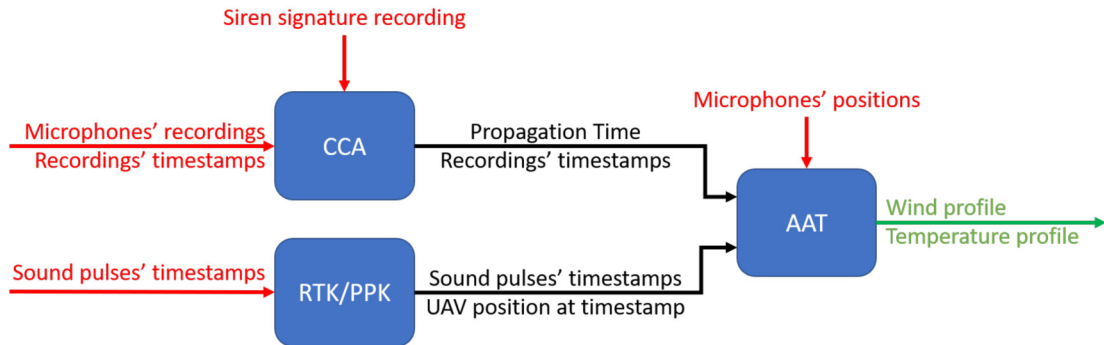 Siren signature recording
Microphones' recordings
Recordings' timestamps
CCA
Propagation Time
Recordings' timestamps
Microphones' positions
AAT
Wind profile
Temperature profile
Sound pulses' timestamps
RTK/PPK
Sound pulses' timestamps
UAV position at timestamp